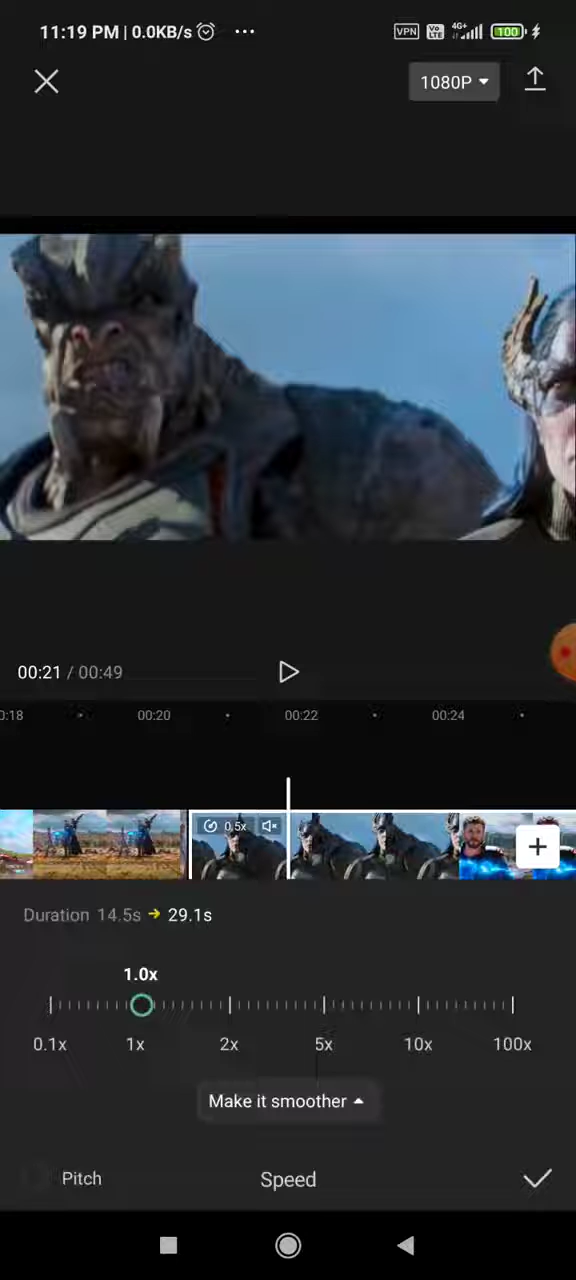 11:19 PM | 0.0KB/s ...
VPN Vo LTE 4G+ 100
1080P
00:21 / 00:49
0:18 00:20 00:22 00:24
0.5x
Duration 14.5s → 29.1s
1.0x
0.1x 1x 2x 5x 10x 100x
Make it smoother
Pitch Speed